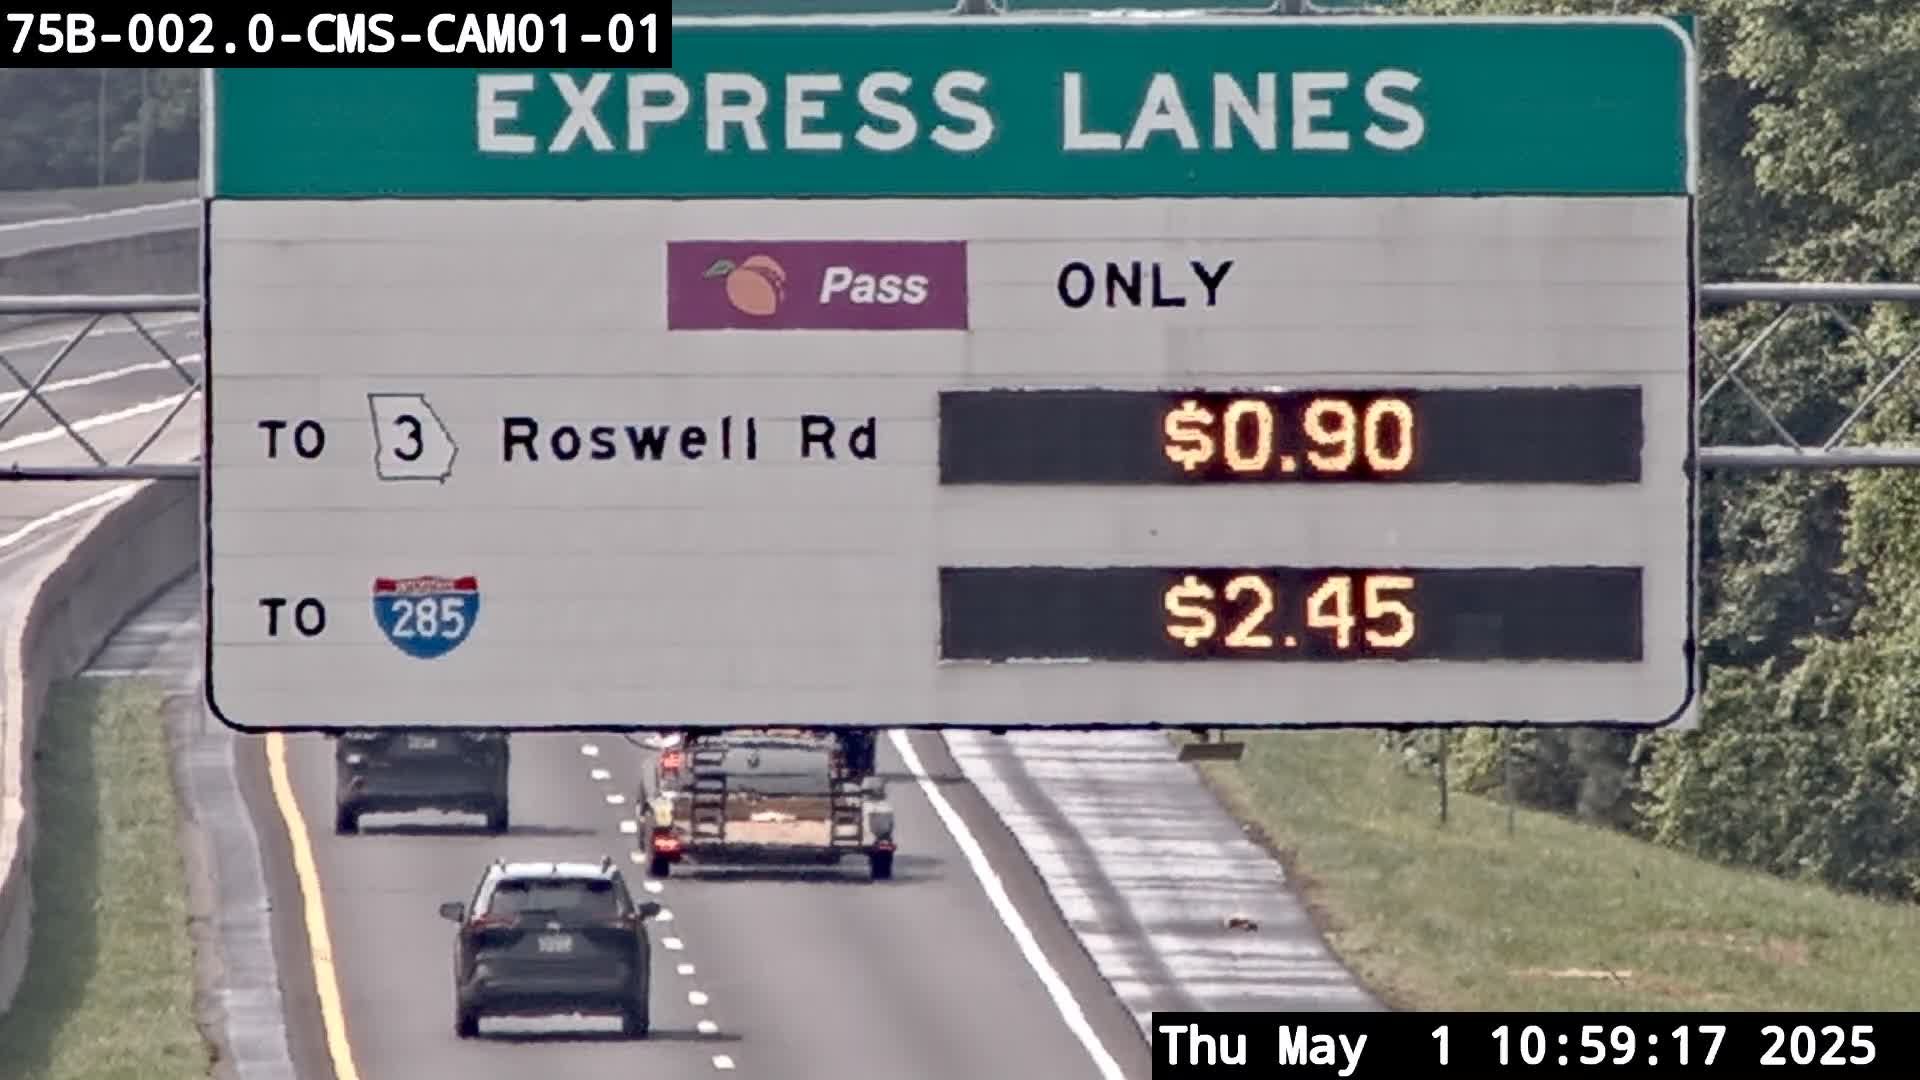 75B-002.0-CMS-CAM01-01
EXPRESS LANES
Pass ONLY
TO 3 Roswell Rd $0.90
INTERSTATE
TO 285 $2.45
Thu May 1 10:59:17 2025